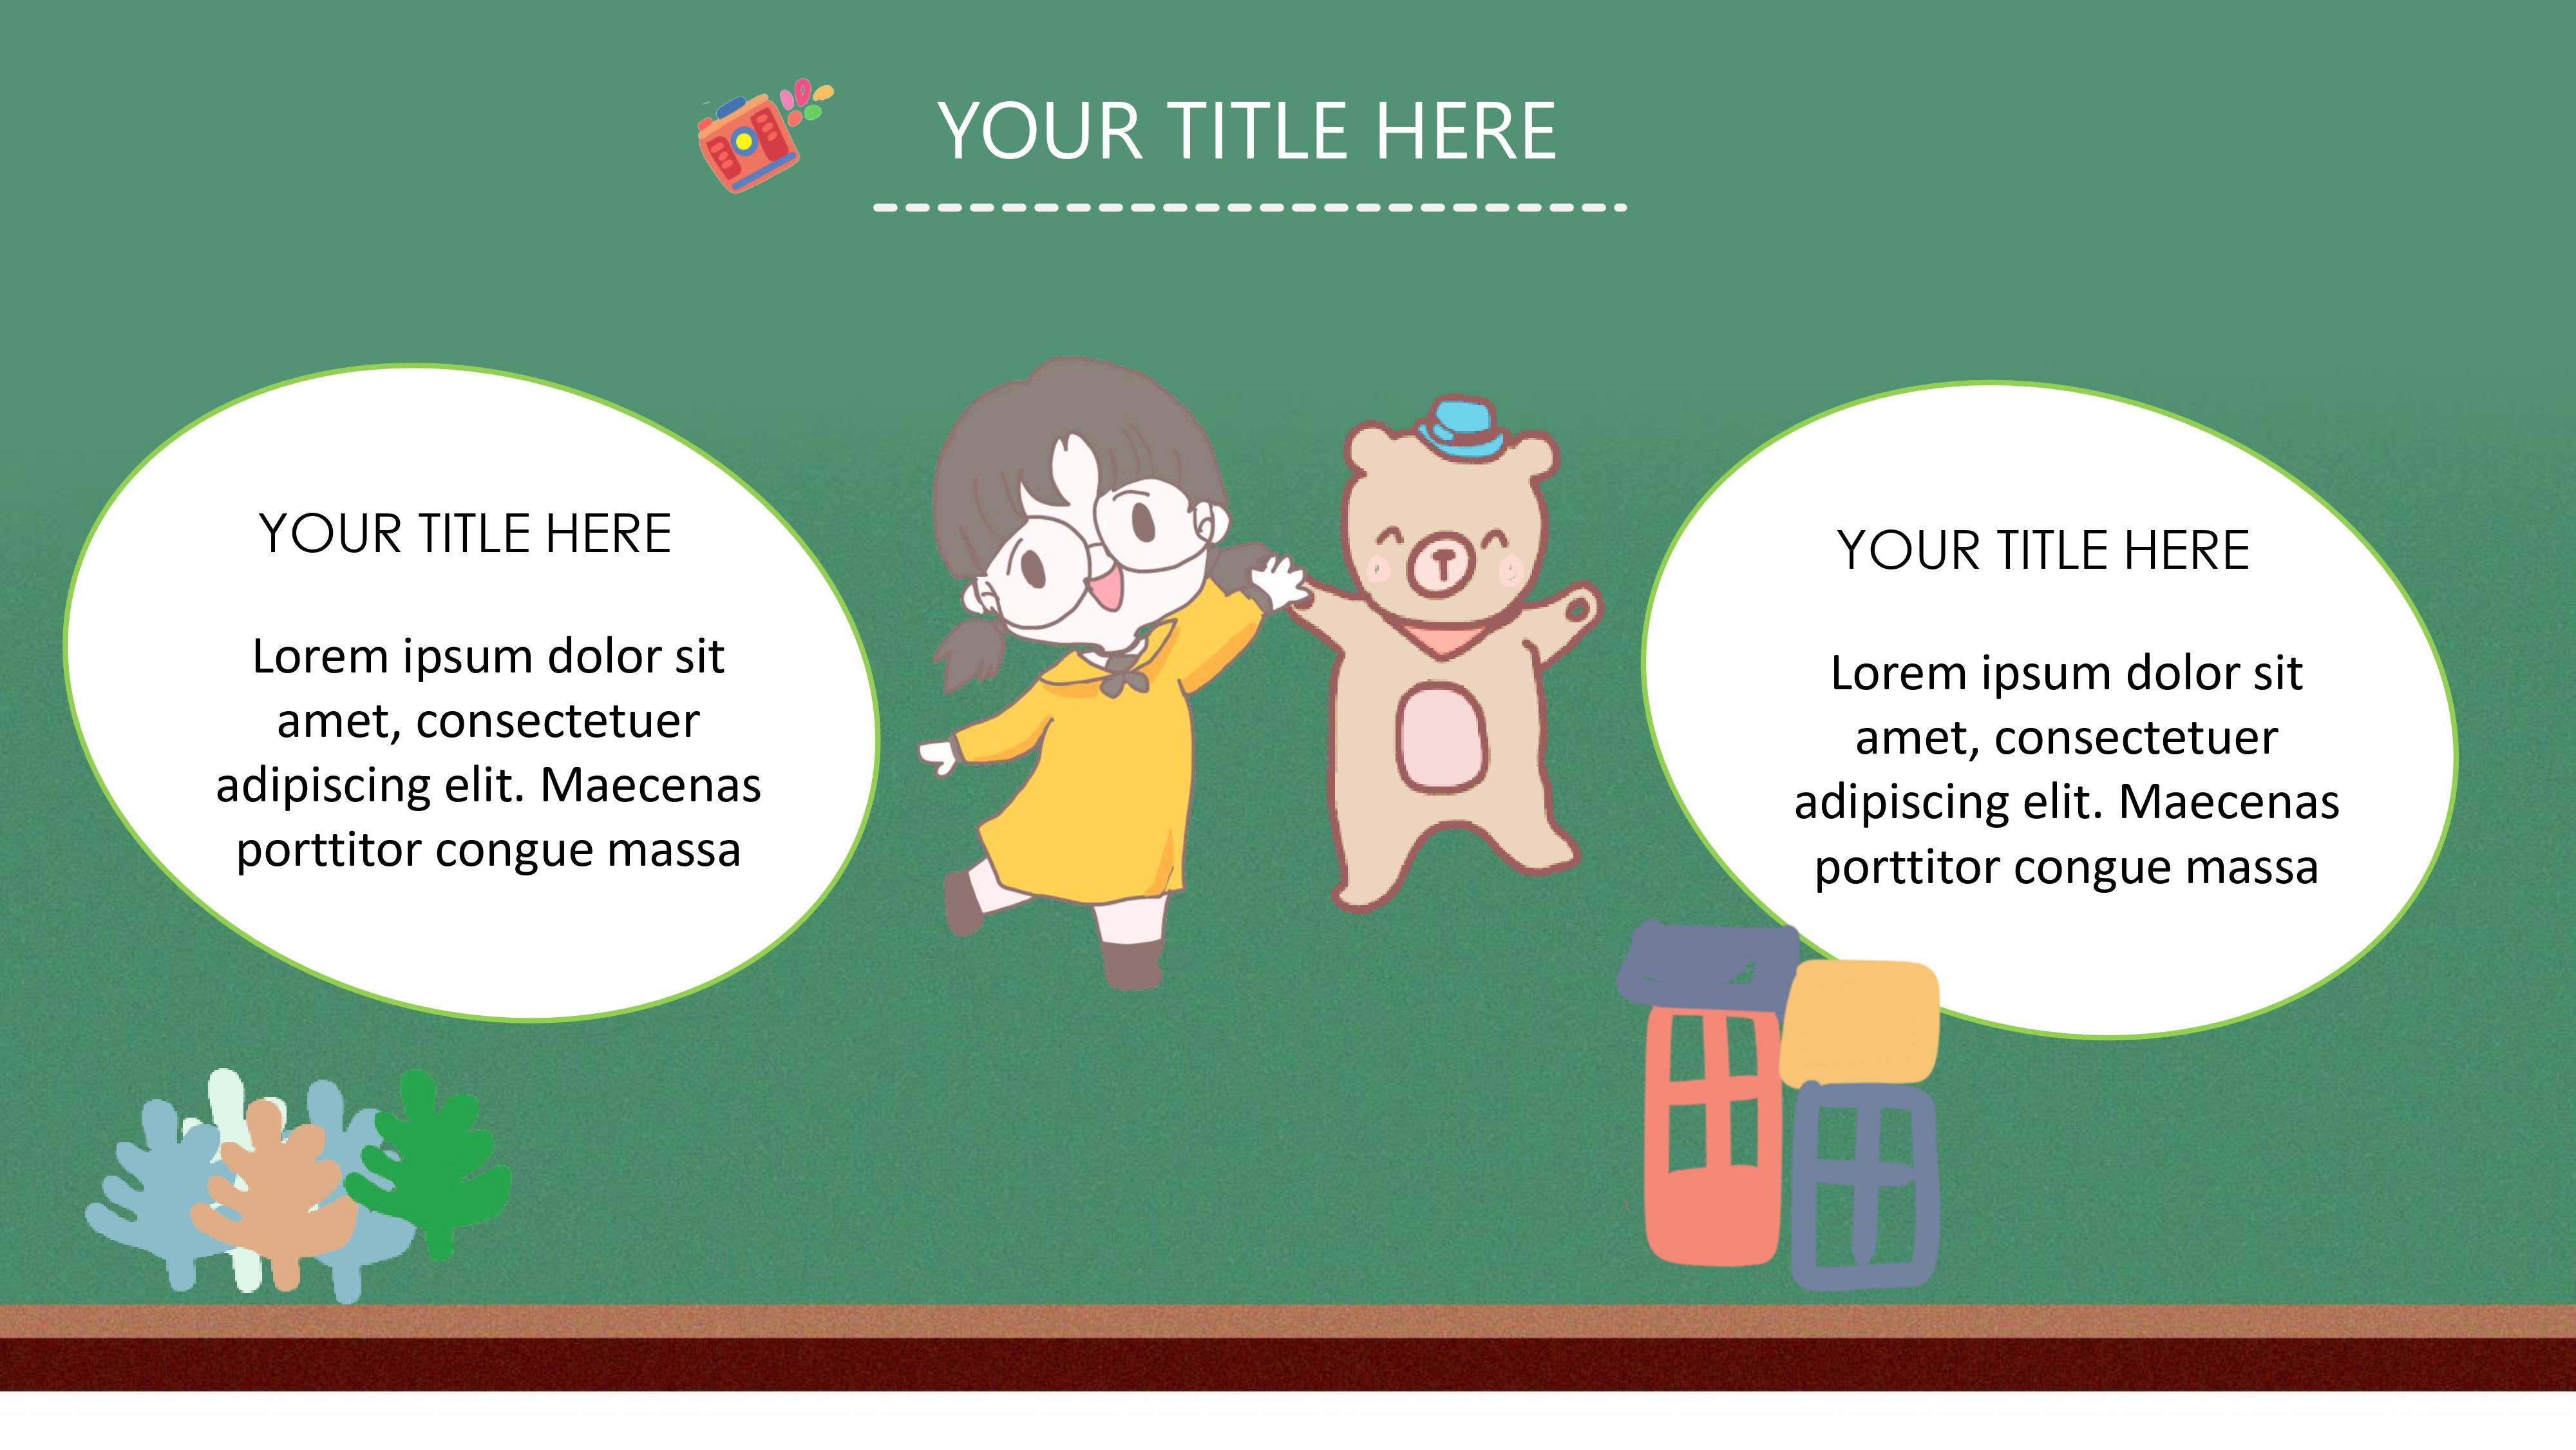 YOUR TITLE HERE
YOUR TITLE HERE
Lorem ipsum dolor sit
amet, consectetuer
adipiscing elit. Maecenas
porttitor congue massa
YOUR TITLE HERE
Lorem ipsum dolor sit
amet, consectetuer
adipiscing elit. Maecenas
porttitor congue massa